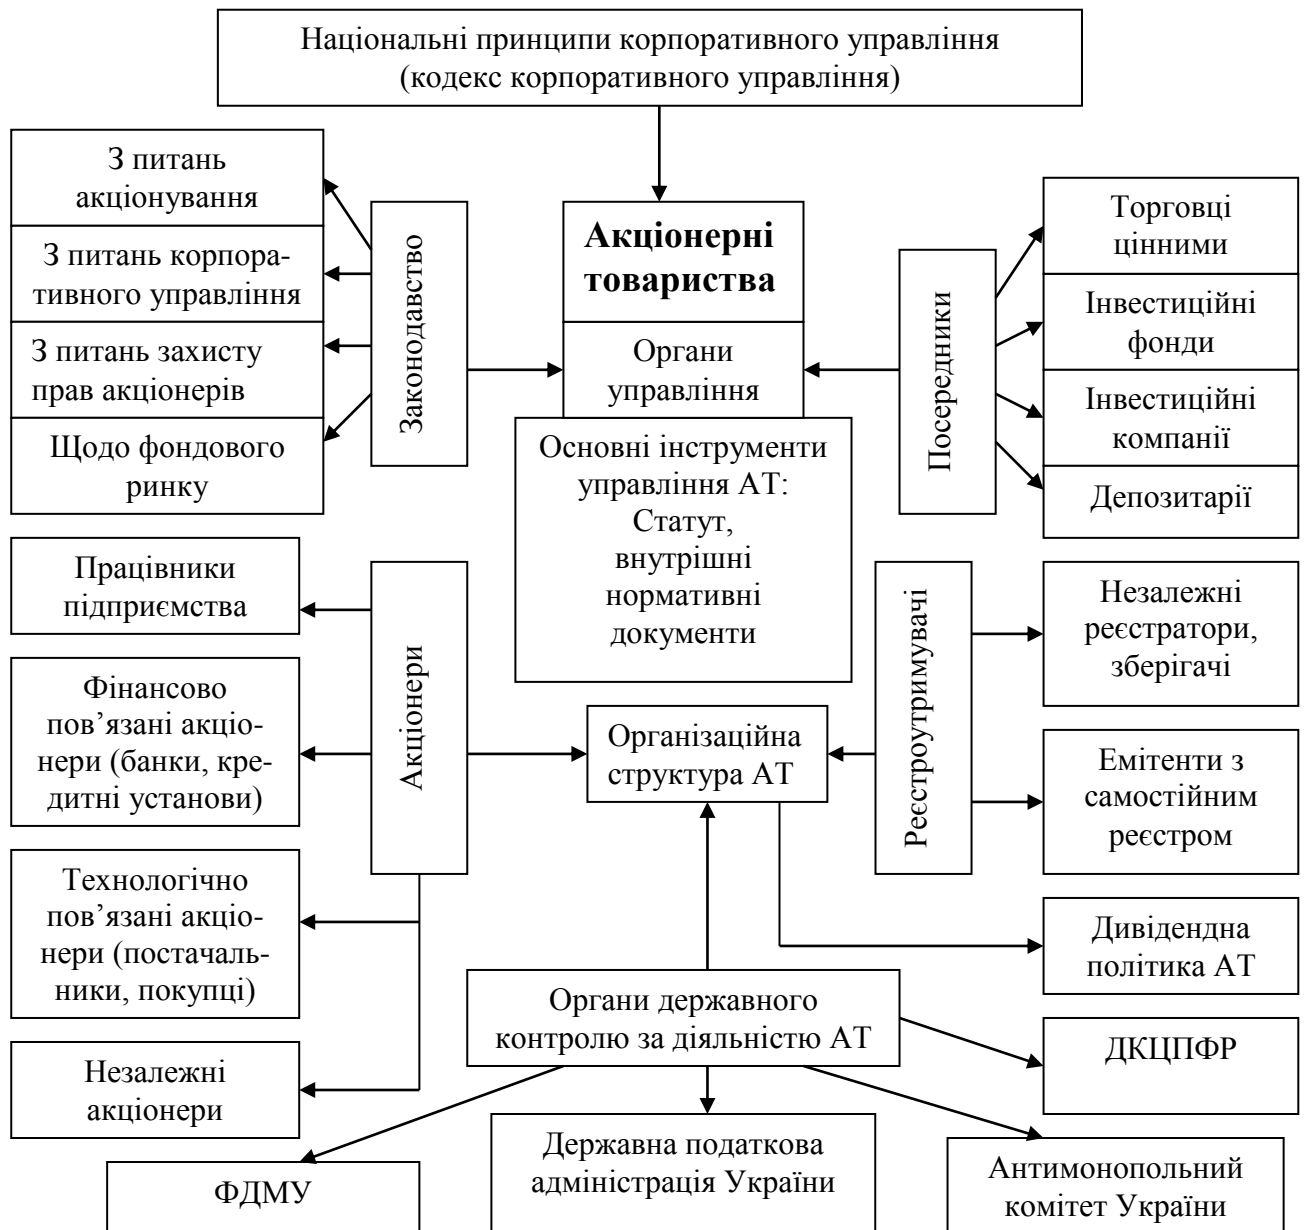 Національні принципи корпоративного управління
(кодекс корпоративного управління)
З питань
акціонування
З питань корпора-
тивного управління
З питань захисту
прав акціонерів
Щодо фондового
ринку
Законодавство
Акціонерні
товариства
Органи
управління
Основні інструменти
управління АТ:
Статут,
внутрішні
нормативні
документи
Посередники
Торговці
цінними
Інвестиційні
фонди
Інвестиційні
компанії
Депозитарії
Працівники
підприємства
Фінансово
пов’язані акціо-
нери (банки, кре-
дитні установи)
Технологічно
пов’язані акціо-
нери (постачаль-
ники, покупці)
Незалежні
акціонери
Акціонери
Організаційна
структура АТ
Реєстроутримувачі
Незалежні
реєстратори,
зберігачі
Емітенти з
самостійним
реєстром
Дивідендна
політика АТ
Органи державного
контролю за діяльністю АТ
ДКЦПФР
ФДМУ
Державна податкова
адміністрація України
Антимонопольний
комітет України